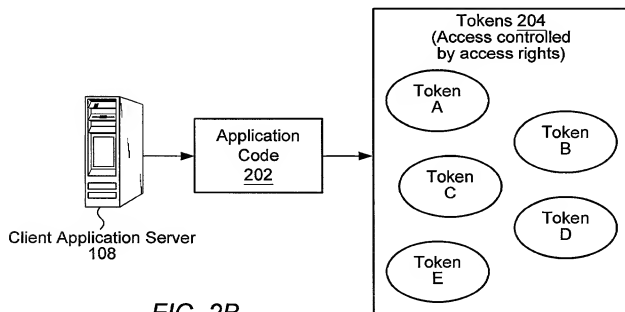 Tokens 204
(Access controlled
by access rights)
Token
A
Token
B
Application
Code
202
Token
C
Token
D
Client Application Server
108
Token
E
FIG. 2B